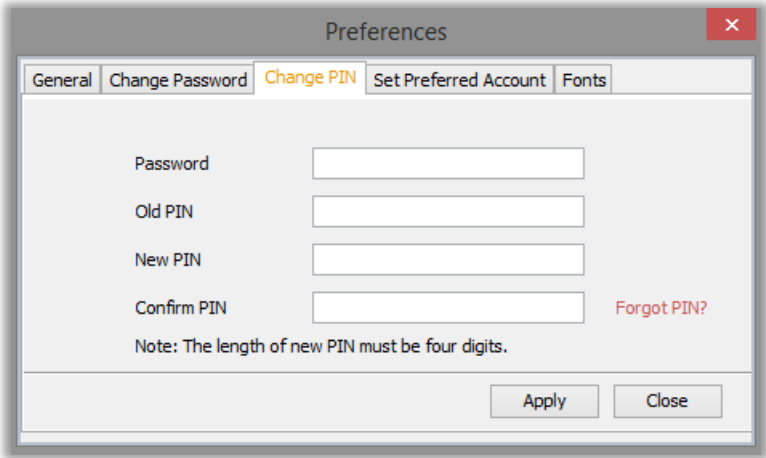 Preferences
General Change Password Change PIN Set Preferred Account Fonts
Password
Old PIN
New PIN
Confirm PIN Forgot PIN?
Note: The length of new PIN must be four digits.
Apply Close